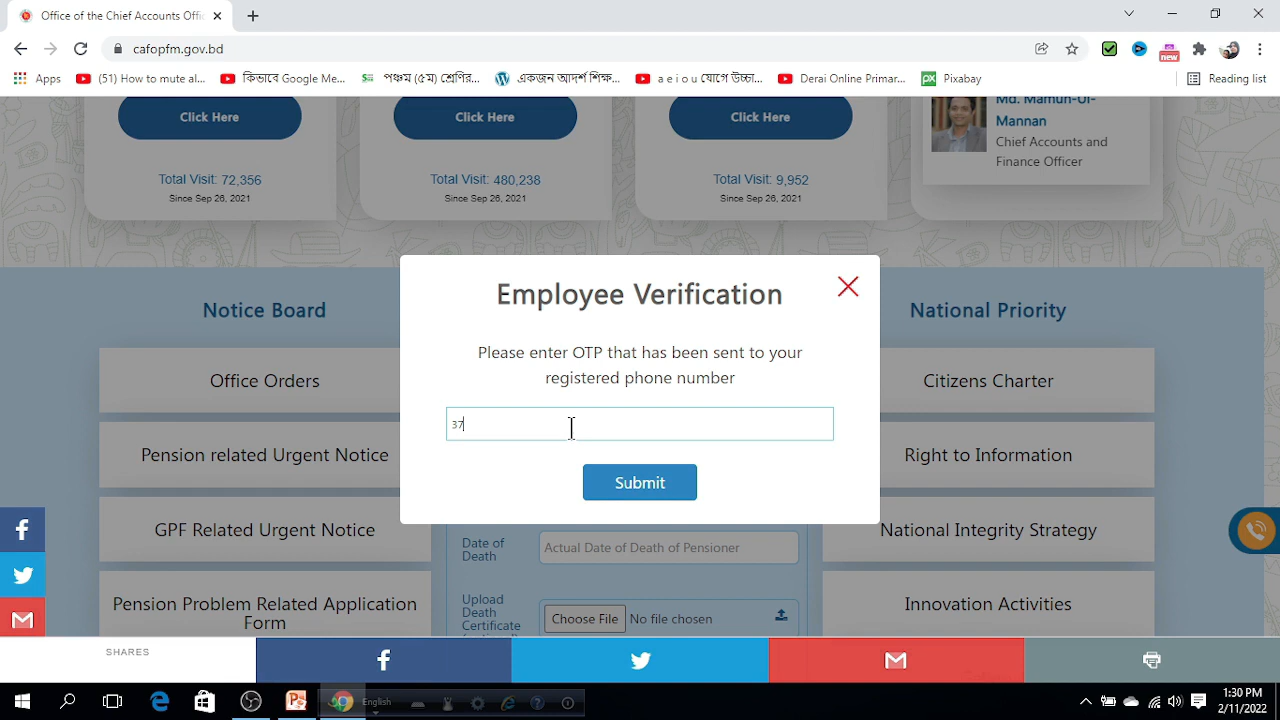 Office of the Chief Accounts Offi
cafopfm.gov.bd
Apps
(51) How to mute al...
কিভাবে Google Me...
পঞ্চম (৫ম) শ্রেণির...
একজন আদর্শ শিক্ষ...
a e i o u যোগে উচ্চা...
Derai Online Primar...
Pixabay
Reading list
new
Click Here
Click Here
Click Here
Md. Mamun-Ul-
Mannan
Chief Accounts and
Finance Officer
Total Visit: 72,356
Since Sep 26, 2021
Total Visit: 480,238
Since Sep 26, 2021
Total Visit: 9,952
Since Sep 26, 2021
Employee Verification
Please enter OTP that has been sent to your
registered phone number
37
Submit
Notice Board
Office Orders
Pension related Urgent Notice
GPF Related Urgent Notice
Pension Problem Related Application
Form
Date of
Death
Actual Date of Death of Pensioner
Upload
Death
Certificate
Choose File
No file chosen
National Priority
Citizens Charter
Right to Information
National Integrity Strategy
Innovation Activities
SHARES
English
1:30 PM
2/11/2022